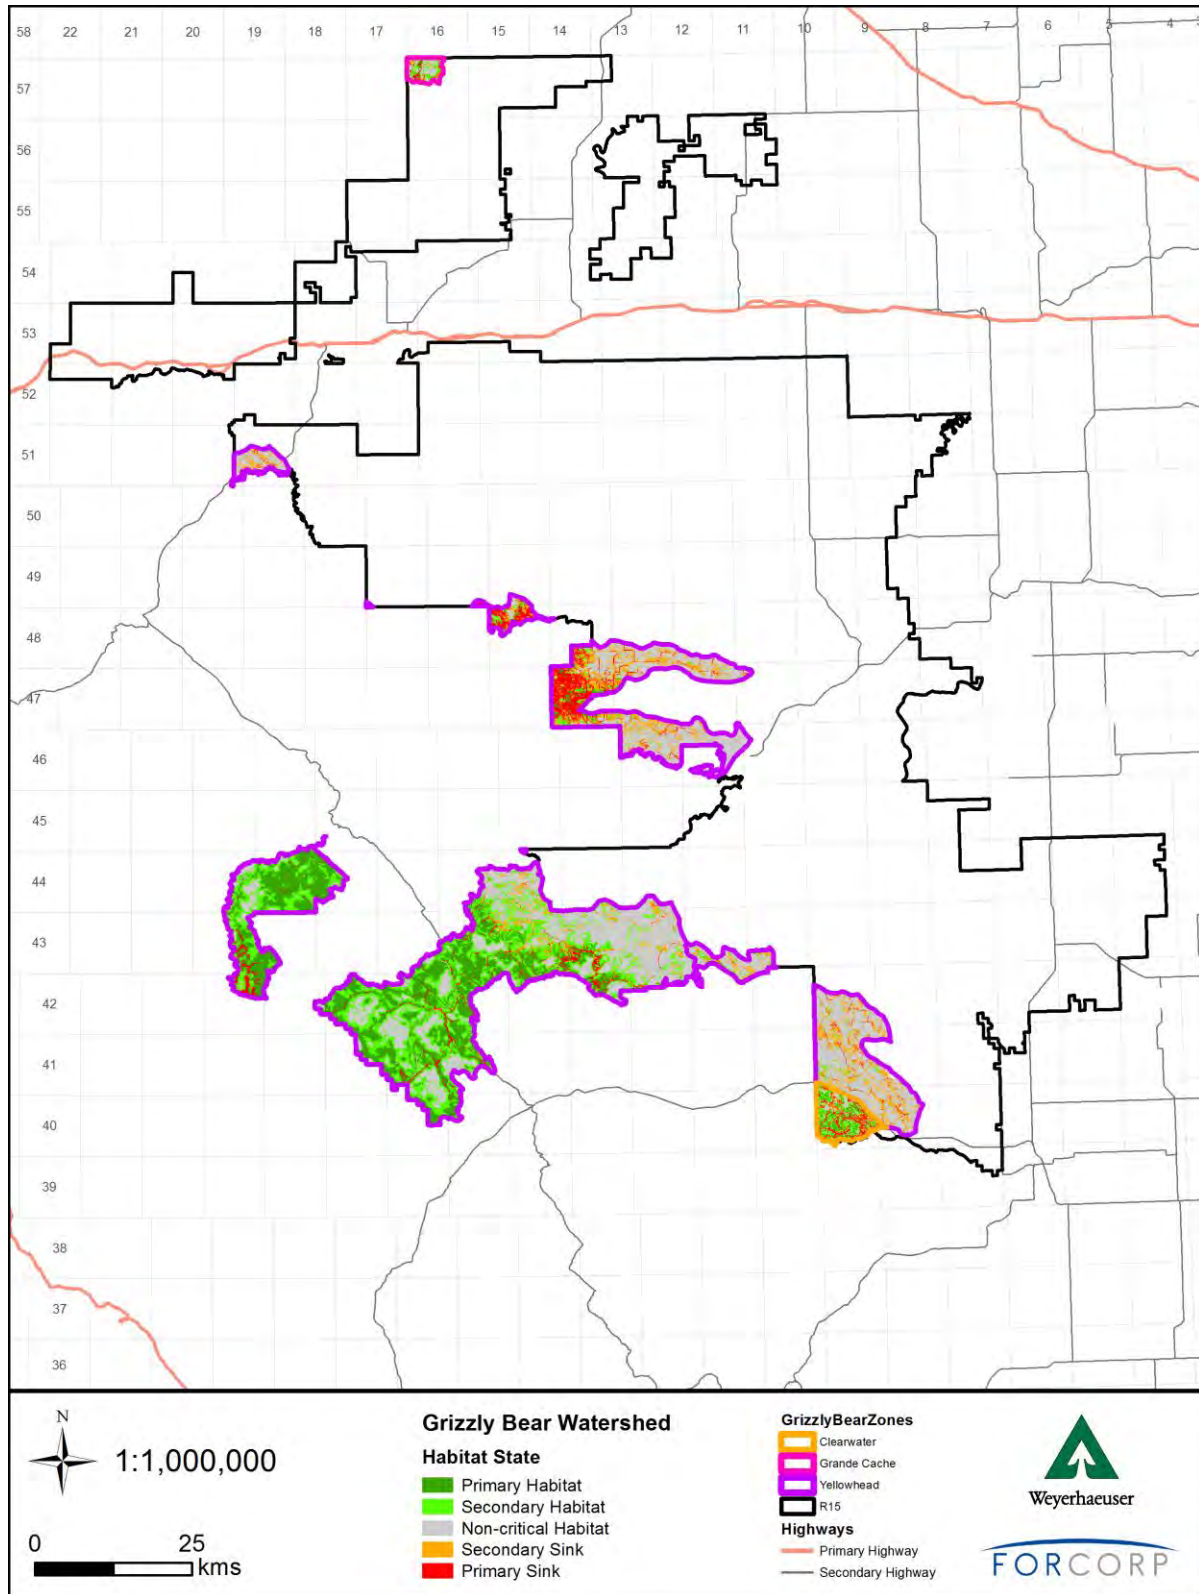 58 22 21 20 19 18 17 16 15 14 13 12 11 10 9 8 7 6 5 4
57
56
55
54
53
52
51
50
49
48
47
46
45
44
43
42
41
40
39
38
37
36
N
1:1,000,000
0 25
kms
Grizzly Bear Watershed
Habitat State
Primary Habitat
Secondary Habitat
Non-critical Habitat
Secondary Sink
Primary Sink
GrizzlyBearZones
Clearwater
Grande Cache
Yellowhead
R15
Highways
Primary Highway
Secondary Highway
Weyerhaeuser
FORCORP